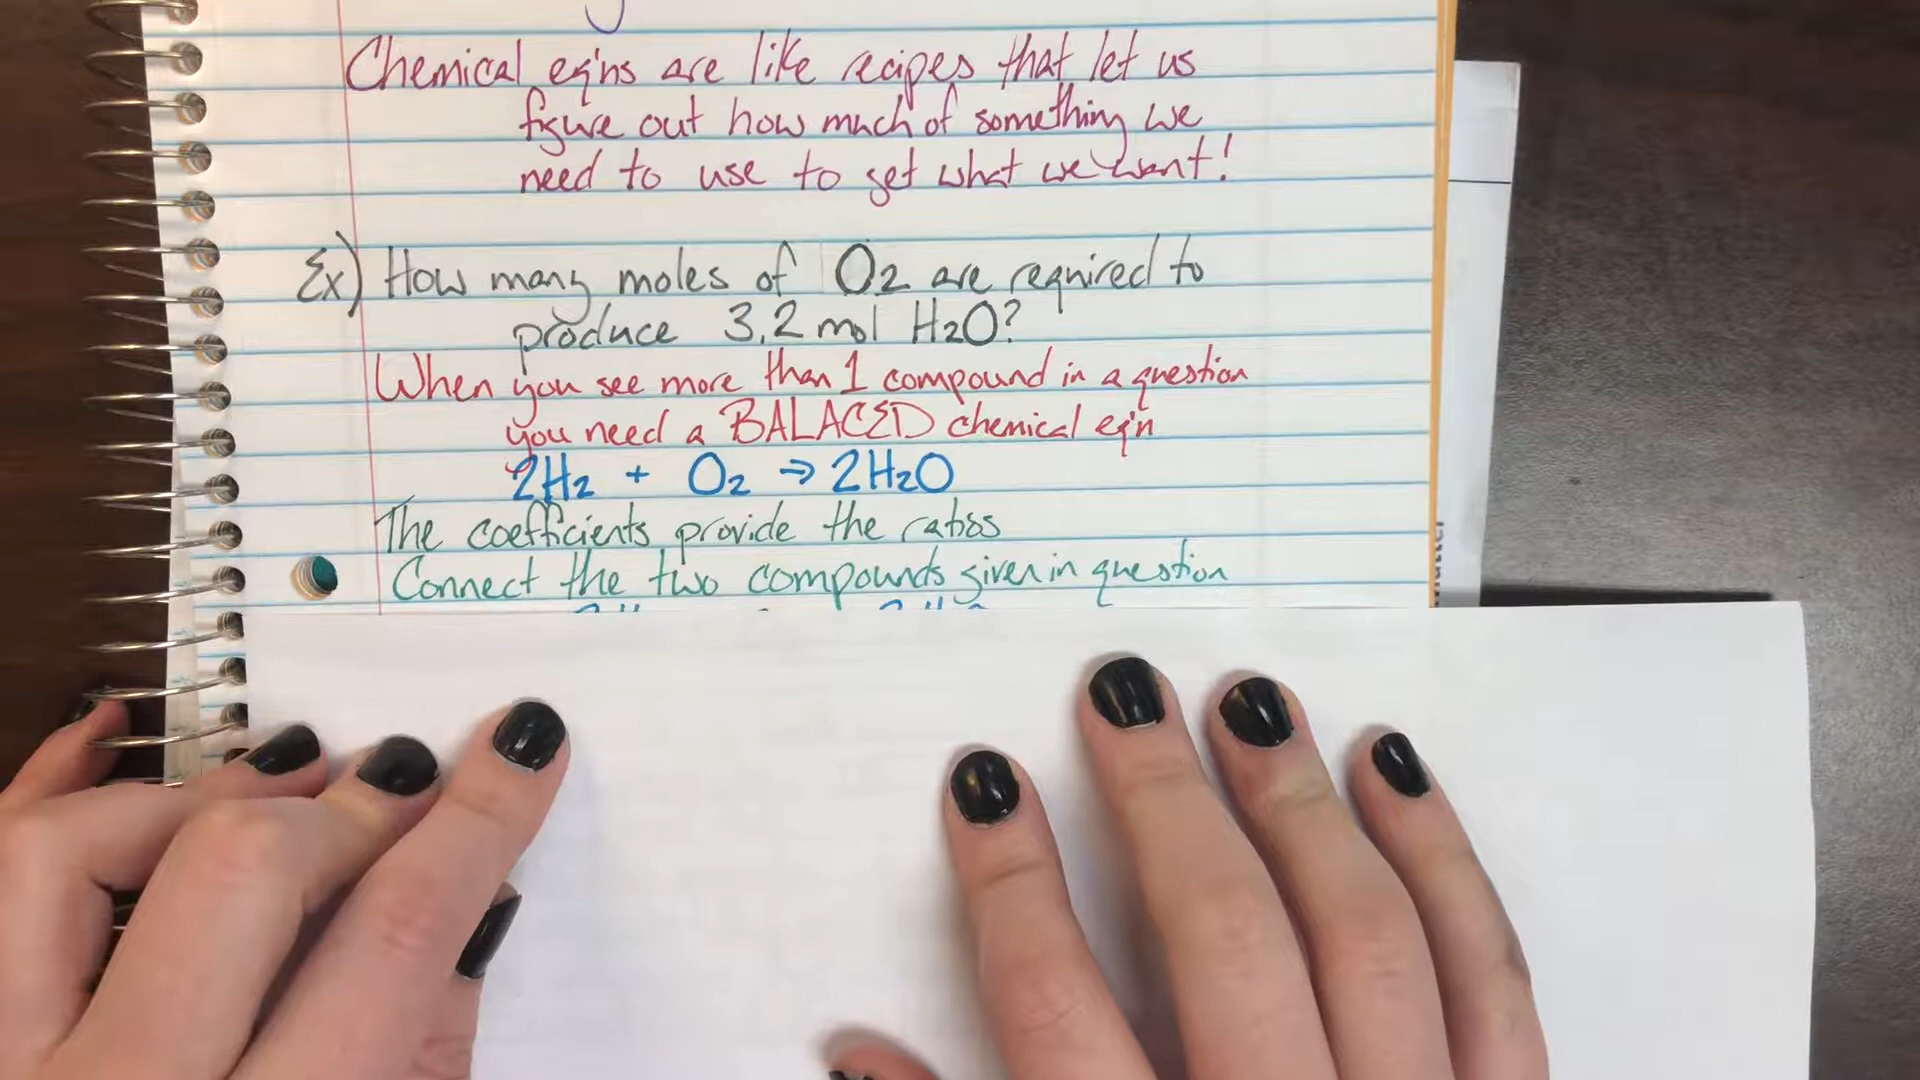 Chemical eq'ns are like recipes that let us
figure out how much of something we
need to use to get what we want!
Ex) How many moles of O2 are required to
produce 3.2 mol H2O?
When you see more than 1 compound in a question
you need a BALACED chemical eq'n
2H2 + O2 → 2H2O
The coefficients provide the ratios
Connect the two compounds given in question